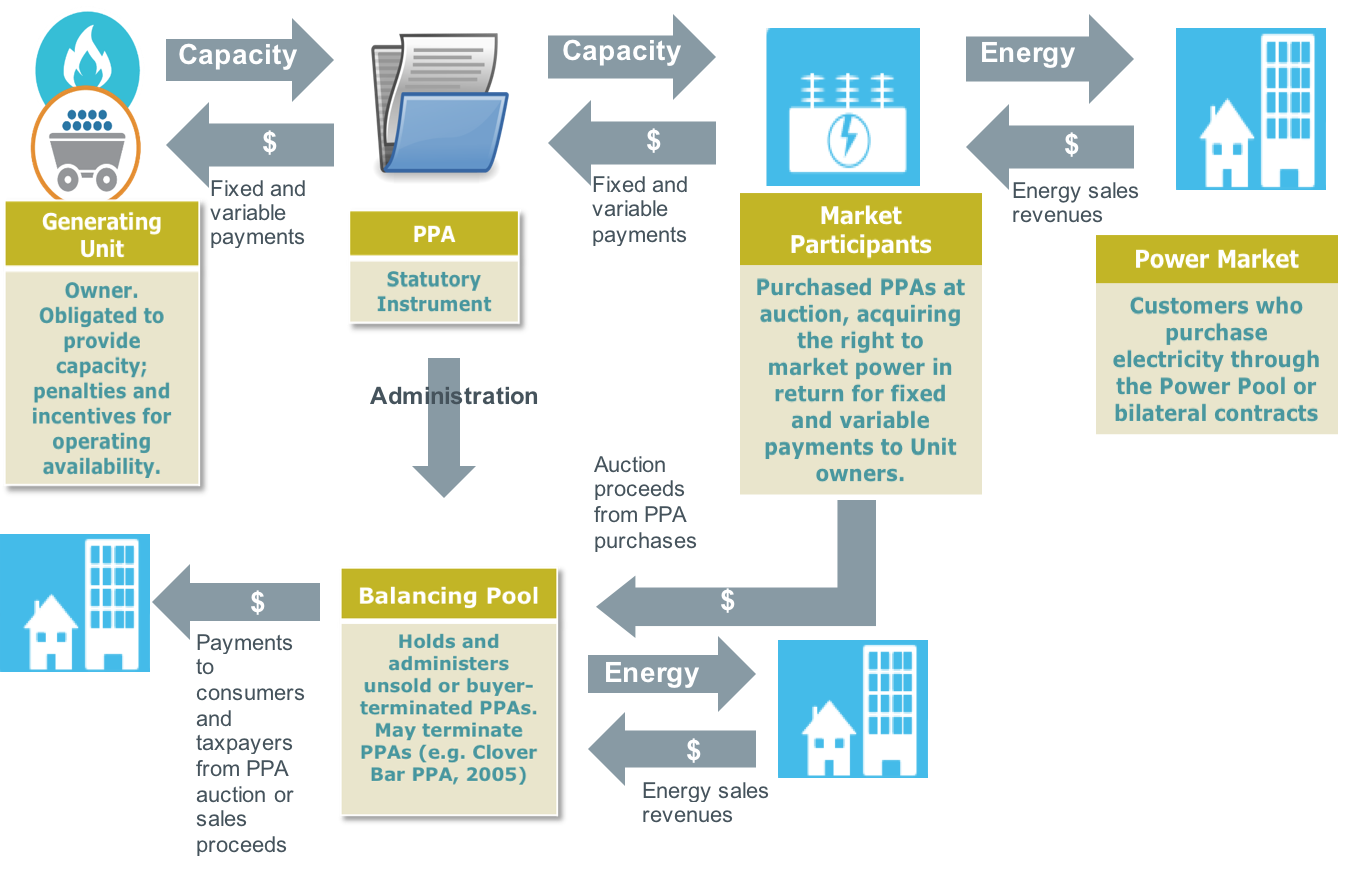 Capacity
$
Fixed and
variable
payments
Capacity
$
Fixed and
variable
payments
Energy
$
Energy sales
revenues
Generating
Unit
Owner.
Obligated to
provide
capacity;
penalties and
incentives for
operating
availability.
PPA
Statutory
Instrument
Market
Participants
Purchased PPAs at
auction, acquiring
the right to
market power in
return for fixed
and variable
payments to Unit
owners.
Power Market
Customers who
purchase
electricity through
the Power Pool or
bilateral contracts
Administration
Auction
proceeds
from PPA
purchases
$
$
Payments
to
consumers
and
taxpayers
from PPA
auction or
sales
proceeds
Balancing Pool
Holds and
administers
unsold or buyer-
terminated PPAs.
May terminate
PPAs (e.g. Clover
Bar PPA, 2005)
Energy
$
Energy sales
revenues